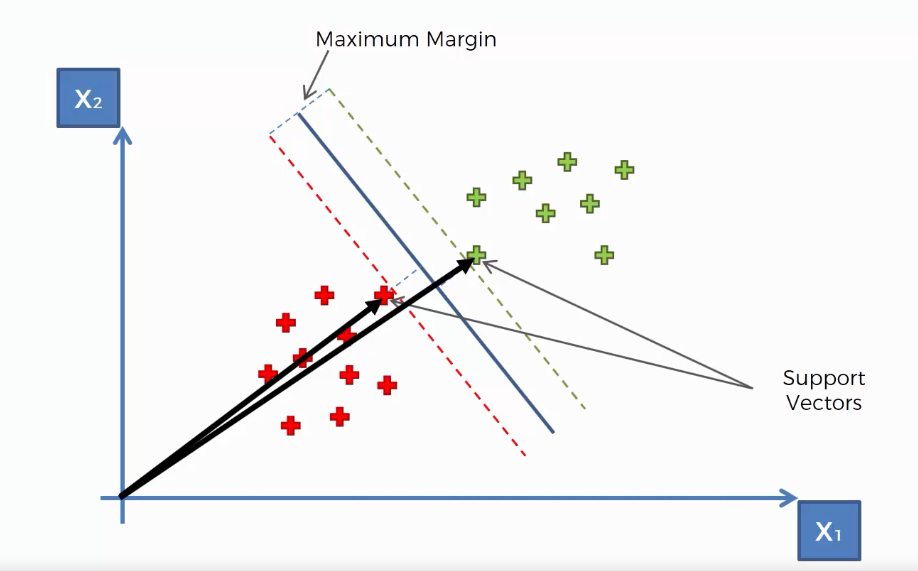 Maximum Margin
X₂
Support
Vectors
X₁